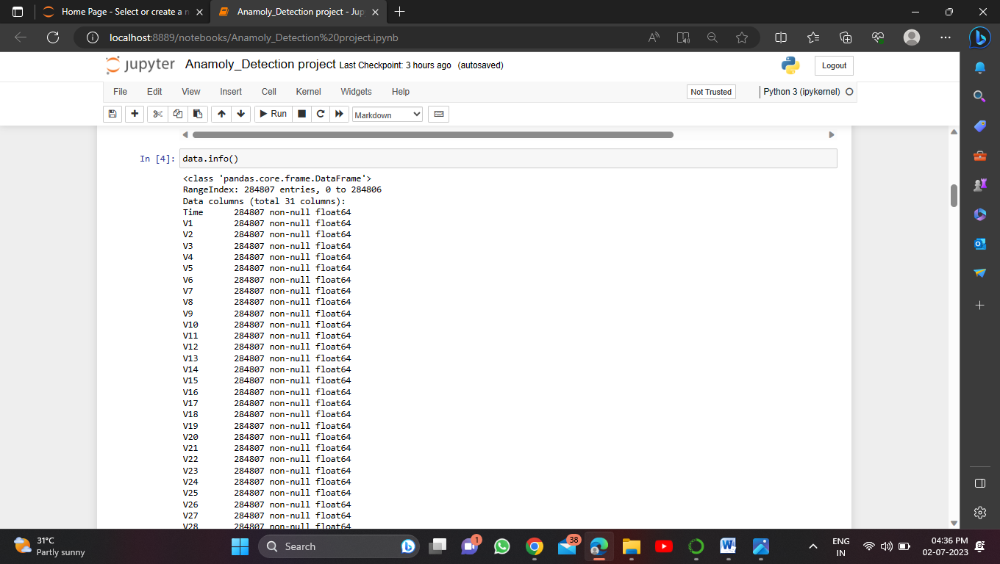 Home Page - Select or create a n
Anamoly_Detection project - Jup
localhost:8889/notebooks/Anamoly_Detection%20project.ipynb
jupyter Anamoly_Detection project Last Checkpoint: 3 hours ago (autosaved)
Logout
File Edit View Insert Cell Kernel Widgets Help
Not Trusted
Python 3 (ipykernel)
Run
Markdown
In [4]: data.info()
<class 'pandas.core.frame.DataFrame'>
RangeIndex: 284807 entries, 0 to 284806
Data columns (total 31 columns):
Time 284807 non-null float64
V1 284807 non-null float64
V2 284807 non-null float64
V3 284807 non-null float64
V4 284807 non-null float64
V5 284807 non-null float64
V6 284807 non-null float64
V7 284807 non-null float64
V8 284807 non-null float64
V9 284807 non-null float64
V10 284807 non-null float64
V11 284807 non-null float64
V12 284807 non-null float64
V13 284807 non-null float64
V14 284807 non-null float64
V15 284807 non-null float64
V16 284807 non-null float64
V17 284807 non-null float64
V18 284807 non-null float64
V19 284807 non-null float64
V20 284807 non-null float64
V21 284807 non-null float64
V22 284807 non-null float64
V23 284807 non-null float64
V24 284807 non-null float64
V25 284807 non-null float64
V26 284807 non-null float64
V27 284807 non-null float64
V28 284807 non-null float64
31°C
Partly sunny
Search
1
38
ENG
IN
04:36 PM
02-07-2023